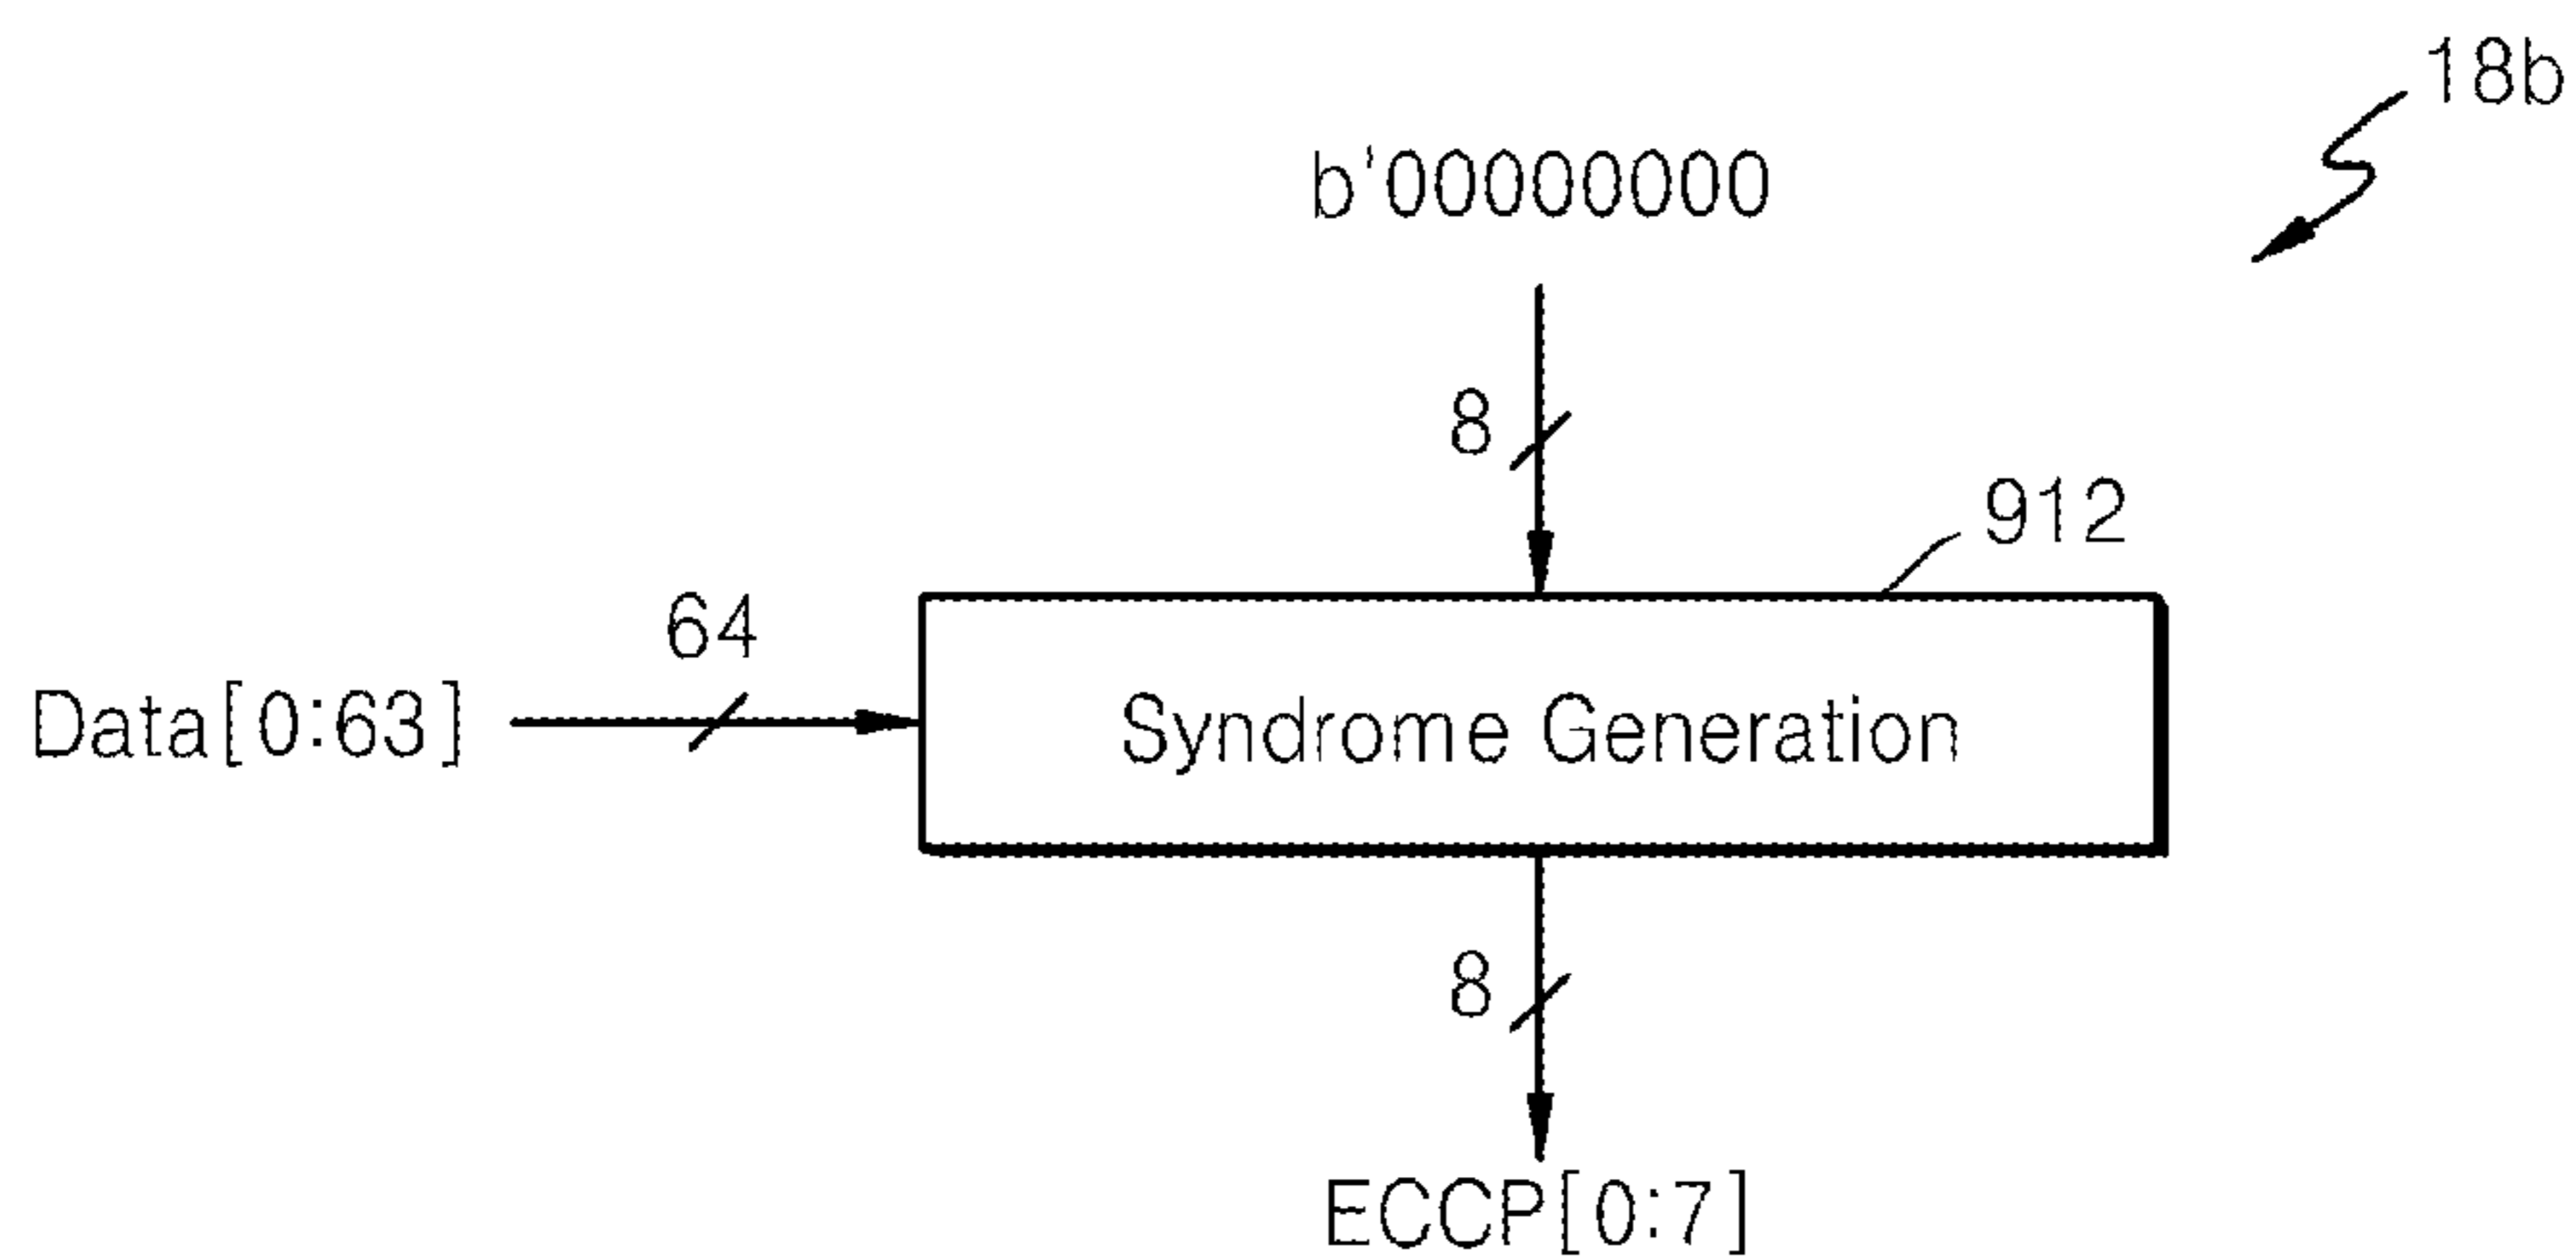 18b
b'00000000
8
912
64
Data[0:63]
Syndrome Generation
8
ECCP[0:7]